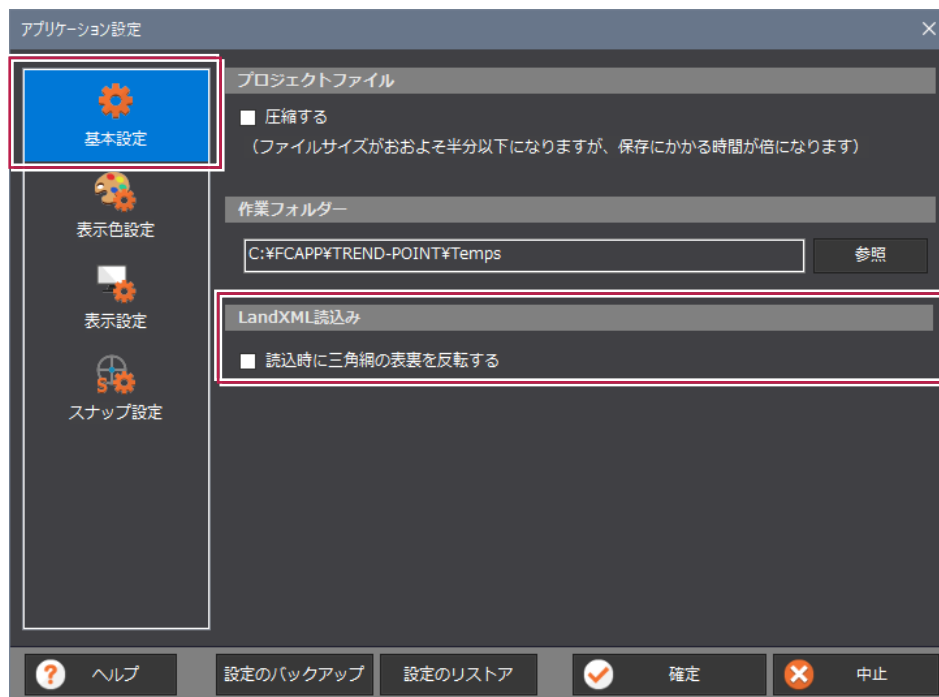 アプリケーション設定
基本設定
表示色設定
表示設定
スナップ設定
プロジェクトファイル
圧縮する
（ファイルサイズがおおよそ半分以下になりますが、保存にかかる時間が倍になります）
作業フォルダー
C:¥FCAPP¥TREND-POINT¥Temps
参照
LandXML読込み
読込時に三角網の表裏を反転する
ヘルプ
設定のバックアップ
設定のリストア
確定
中止